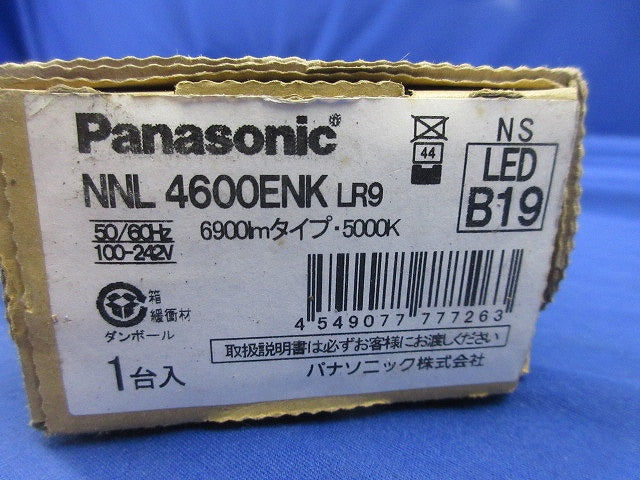 Panasonic
NNL 4600ENK LR9
50/60Hz
100-242V
6900lmタイプ・5000K
44
NS
LED
B19
箱
緩衝材
ダンボール
4 549077 777263
取扱説明書は必ずお客様にお渡しください
1台入
パナソニック株式会社